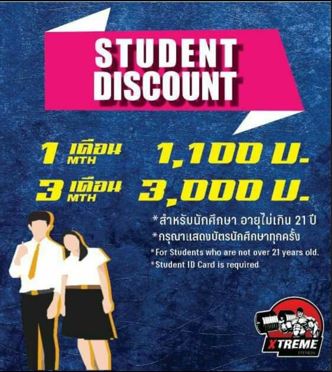 STUDENT
DISCOUNT
1 เดือน MTH 1,100 บ.
3 เดือน MTH 3,000 บ.
*สำหรับนักศึกษา อายุไม่เกิน 21 ปี
*กรุณาแสดงบัตรนักศึกษาทุกครั้ง
*For Students who are not over 21 years old.
*Student ID Card is required
XTREME
FITNESS